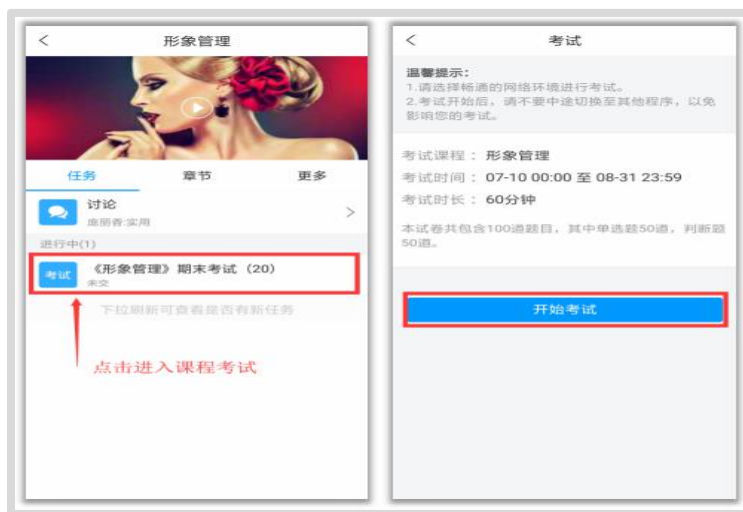 形象管理
任务
章节
更多
讨论
庞丽香:实用
进行中(1)
考试
《形象管理》期末考试（20）
未交
下拉刷新可查看是否有新任务
点击进入课程考试
考试
温馨提示：
1.请选择畅通的网络环境进行考试。
2.考试开始后，请不要中途切换至其他程序，以免
影响您的考试。
考试课程： 形象管理
考试时间： 07-10 00:00 至 08-31 23:59
考试时长： 60分钟
本试卷共包含100道题目，其中单选题50道，判断题
50道。
开始考试